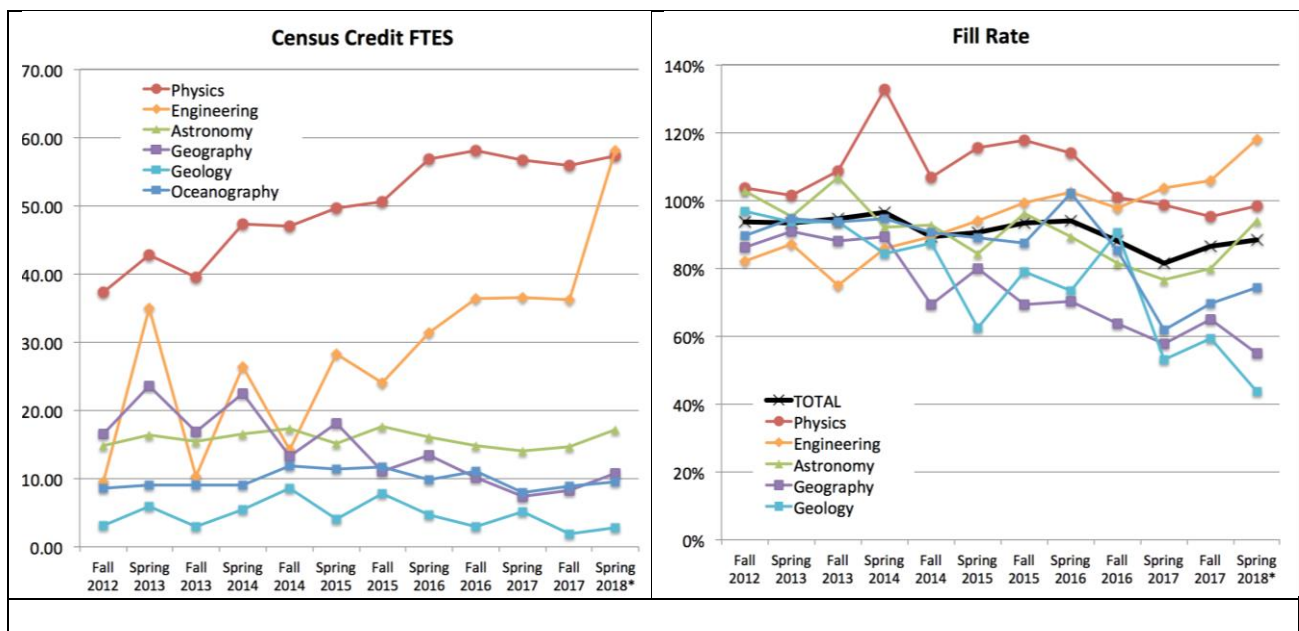 Census Credit FTES
70.00
60.00
50.00
40.00
30.00
20.00
10.00
0.00
Physics
Engineering
Astronomy
Geography
Geology
Oceanography
Fall 2012
Spring 2013
Fall 2013
Spring 2014
Fall 2014
Spring 2015
Fall 2015
Spring 2016
Fall 2016
Spring 2017
Fall 2017
Spring 2018*
Fill Rate
140%
120%
100%
80%
60%
40%
20%
0%
TOTAL
Physics
Engineering
Astronomy
Geography
Geology
Fall 2012
Spring 2013
Fall 2013
Spring 2014
Fall 2014
Spring 2015
Fall 2015
Spring 2016
Fall 2016
Spring 2017
Fall 2017
Spring 2018*